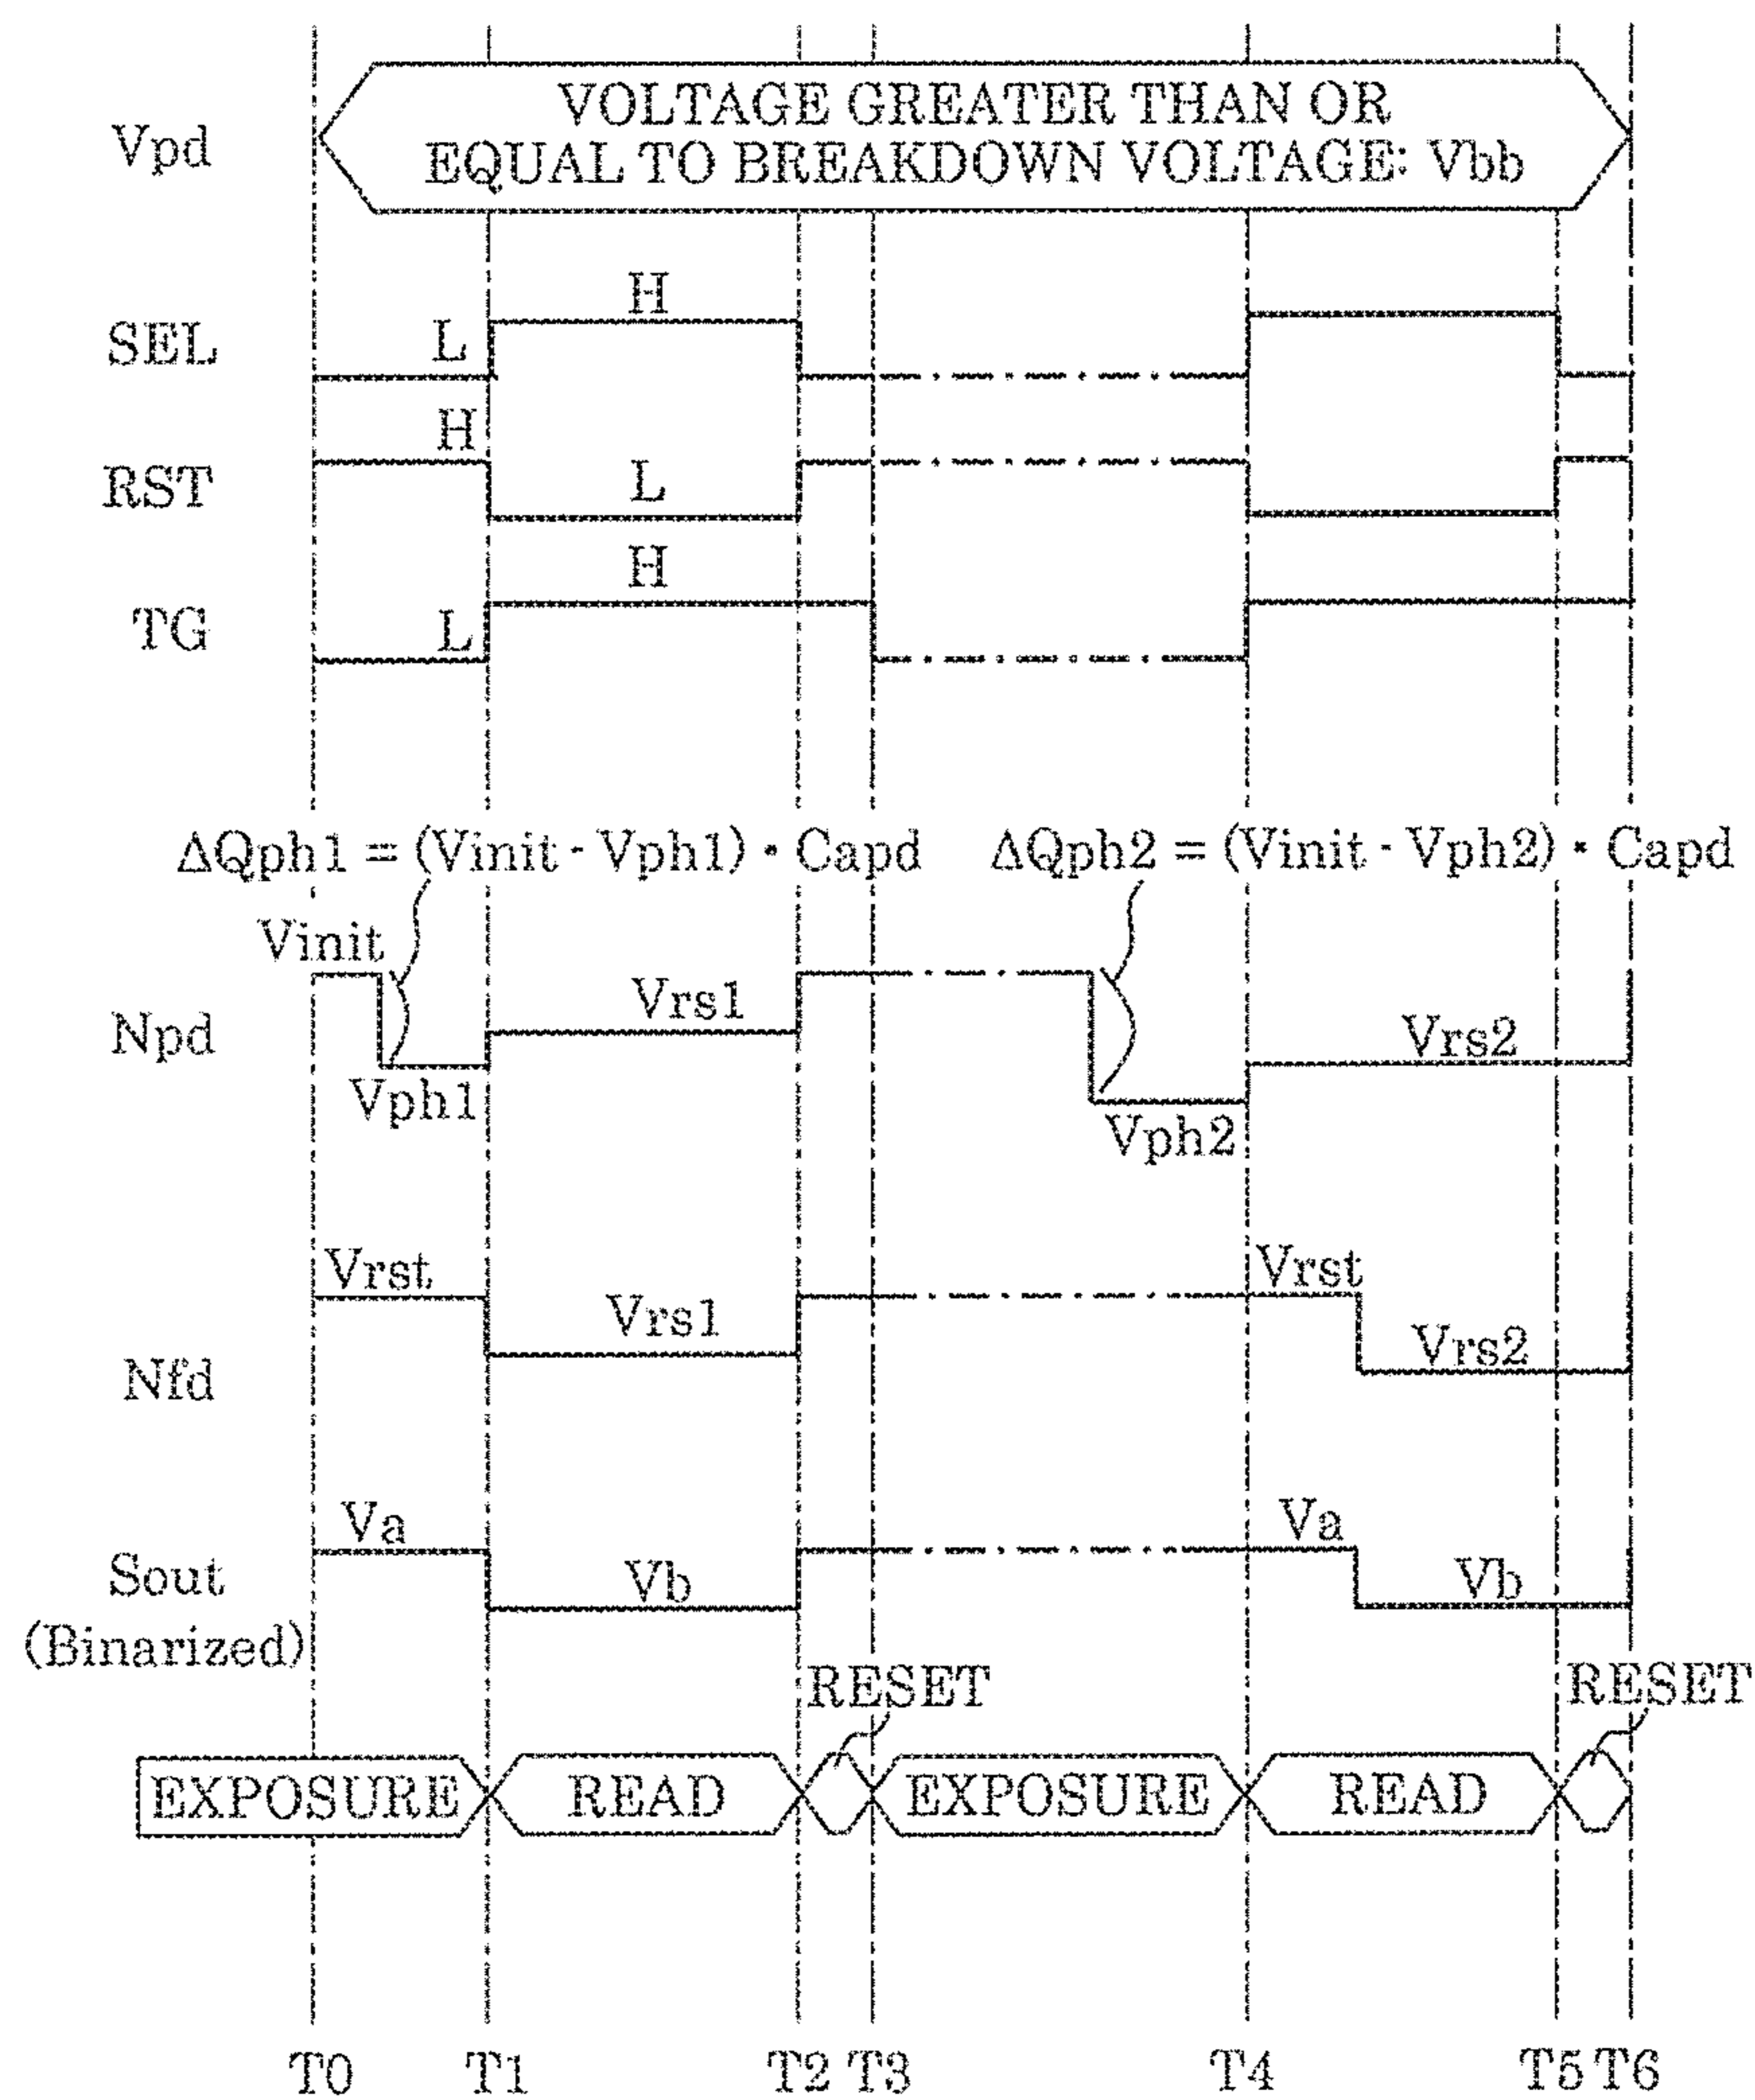 VOLTAGE GREATER THAN OR
EQUAL TO BREAKDOWN VOLTAGE: Vbb
Vpd
H
SEL
L
H
RST
L
H
TG
L
ΔQph1 = (Vinit - Vph1) • Capd
ΔQph2 = (Vinit - Vph2) • Capd
Vinit
Npd
Vrs1
Vrs2
Vph1
Vph2
Vrst
Vrst
Vrs1
Vrs2
Nfd
Va
Va
Sout
(Binarized)
Vb
Vb
RESET
RESET
EXPOSURE
READ
EXPOSURE
READ
T0
T1
T2
T3
T4
T5
T6